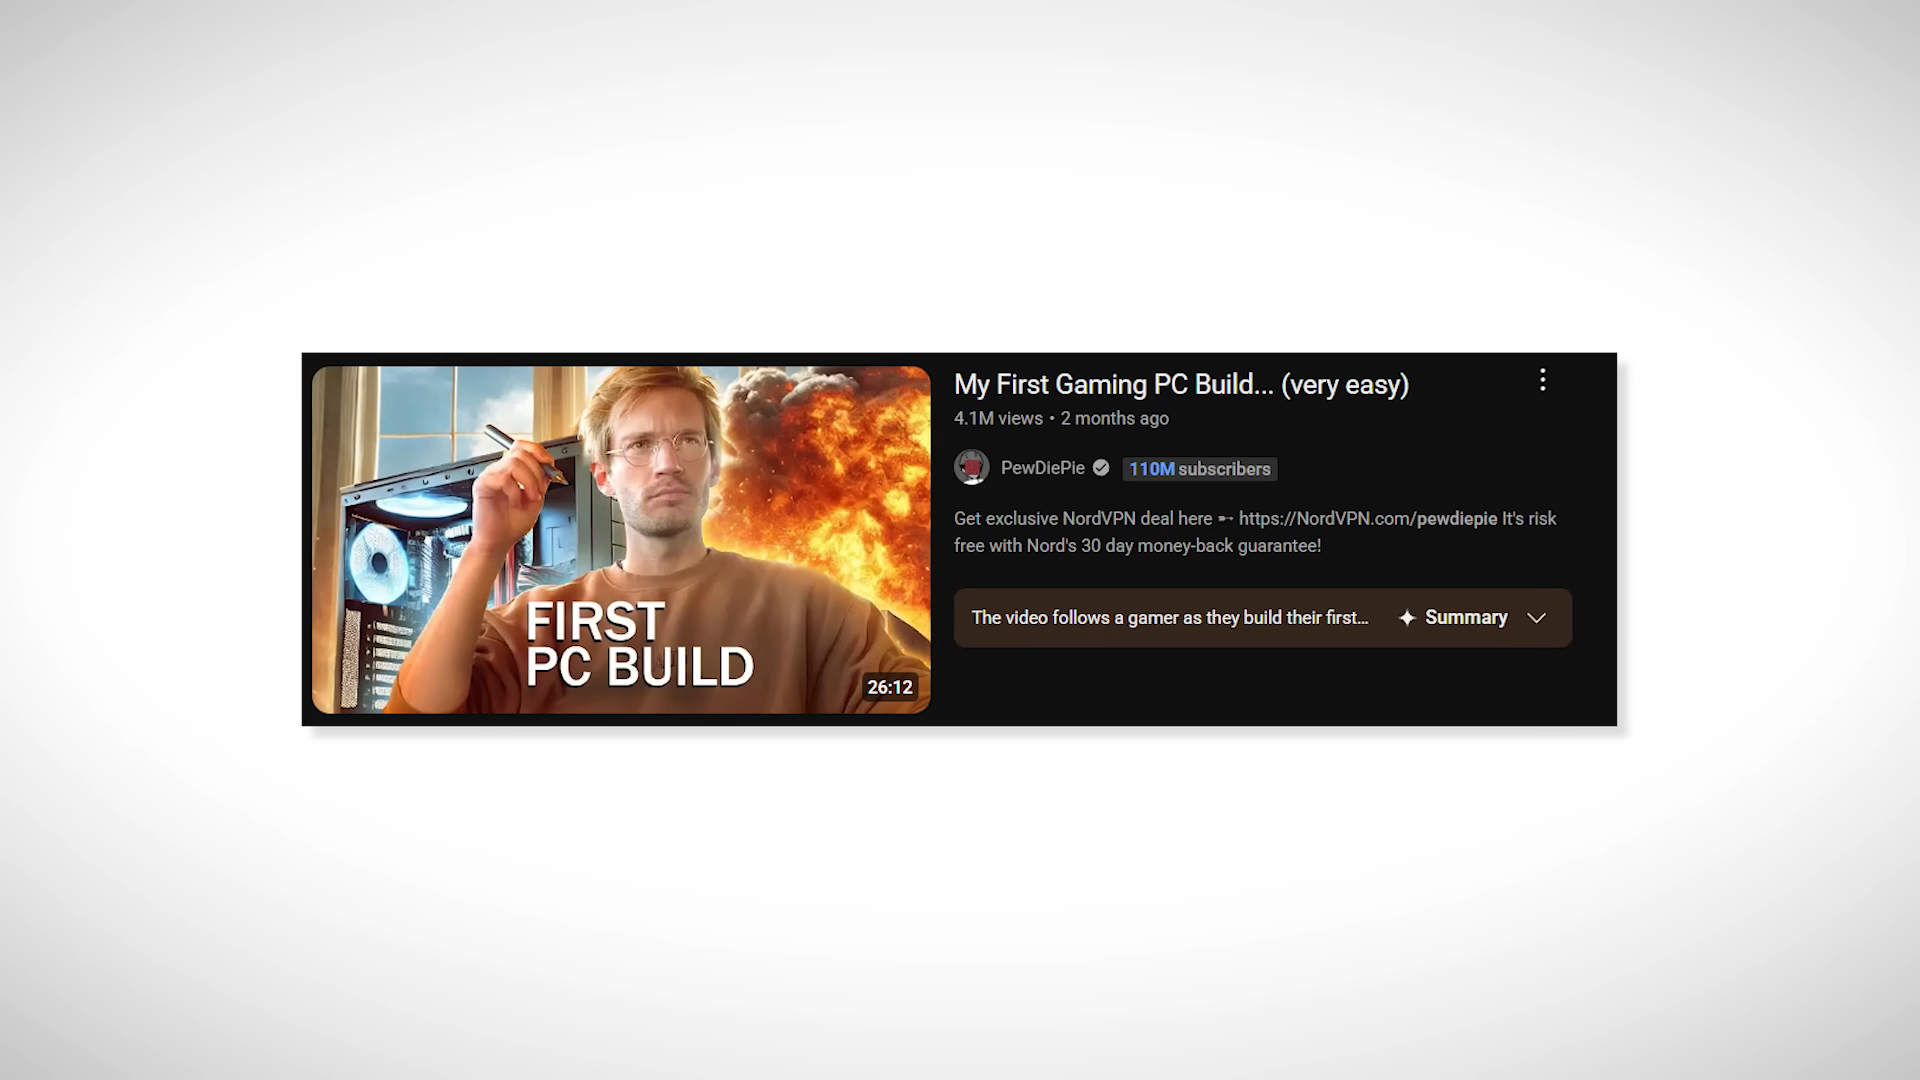 FIRST
PC BUILD
26:12
My First Gaming PC Build... (very easy)
4.1M views • 2 months ago
PewDiePie 110M subscribers
Get exclusive NordVPN deal here ➼ https://NordVPN.com/pewdiepie It's risk
free with Nord's 30 day money-back guarantee!
The video follows a gamer as they build their first... Summary